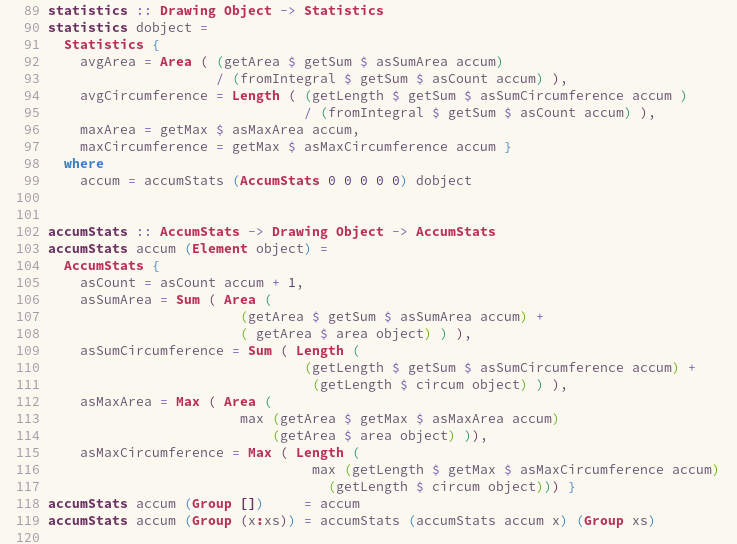 89 statistics :: Drawing Object -> Statistics
90 statistics dobject =
91   Statistics {
92     avgArea = Area ( (getArea $ getSum $ asSumArea accum)
93                      / (fromIntegral $ getSum $ asCount accum) ),
94     avgCircumference = Length ( (getLength $ getSum $ asSumCircumference accum )
95                                 / (fromIntegral $ getSum $ asCount accum) ),
96     maxArea = getMax $ asMaxArea accum,
97     maxCircumference = getMax $ asMaxCircumference accum }
98   where
99     accum = accumStats (AccumStats 0 0 0 0 0) dobject
100
101
102 accumStats :: AccumStats -> Drawing Object -> AccumStats
103 accumStats accum (Element object) =
104   AccumStats {
105     asCount = asCount accum + 1,
106     asSumArea = Sum ( Area (
107                         (getArea $ getSum $ asSumArea accum) +
108                         ( getArea $ area object) ) ),
109     asSumCircumference = Sum ( Length (
110                                 (getLength $ getSum $ asSumCircumference accum) +
111                                  (getLength $ circum object) ) ),
112     asMaxArea = Max ( Area (
113                         max (getArea $ getMax $ asMaxArea accum)
114                             (getArea $ area object) )),
115     asMaxCircumference = Max ( Length (
116                                  max (getLength $ getMax $ asMaxCircumference accum)
117                                    (getLength $ circum object))) }
118 accumStats accum (Group [])     = accum
119 accumStats accum (Group (x:xs)) = accumStats (accumStats accum x) (Group xs)
120